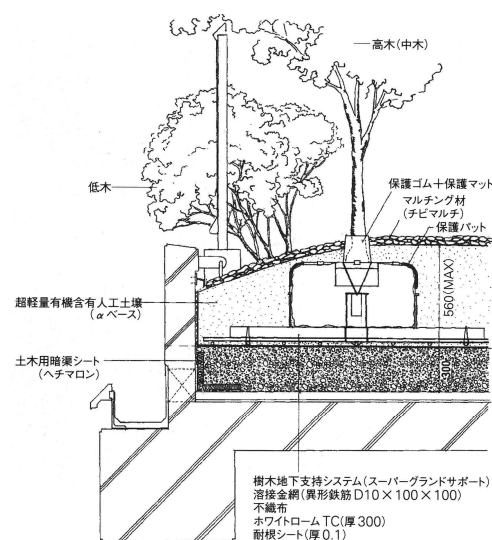 高木(中木)
保護ゴム+保護マット
マルチング材
(チビマルチ)
保護パット
低木
560(MAX)
超軽量有機含有人工土壌
(αベース)
土木用暗渠シート
(ヘチマロン)
300
樹木地下支持システム(スーパーグランドサポート)
溶接金網(異形鉄筋D10×100×100)
不織布
ホワイトロームTC(厚300)
耐根シート(厚0.1)